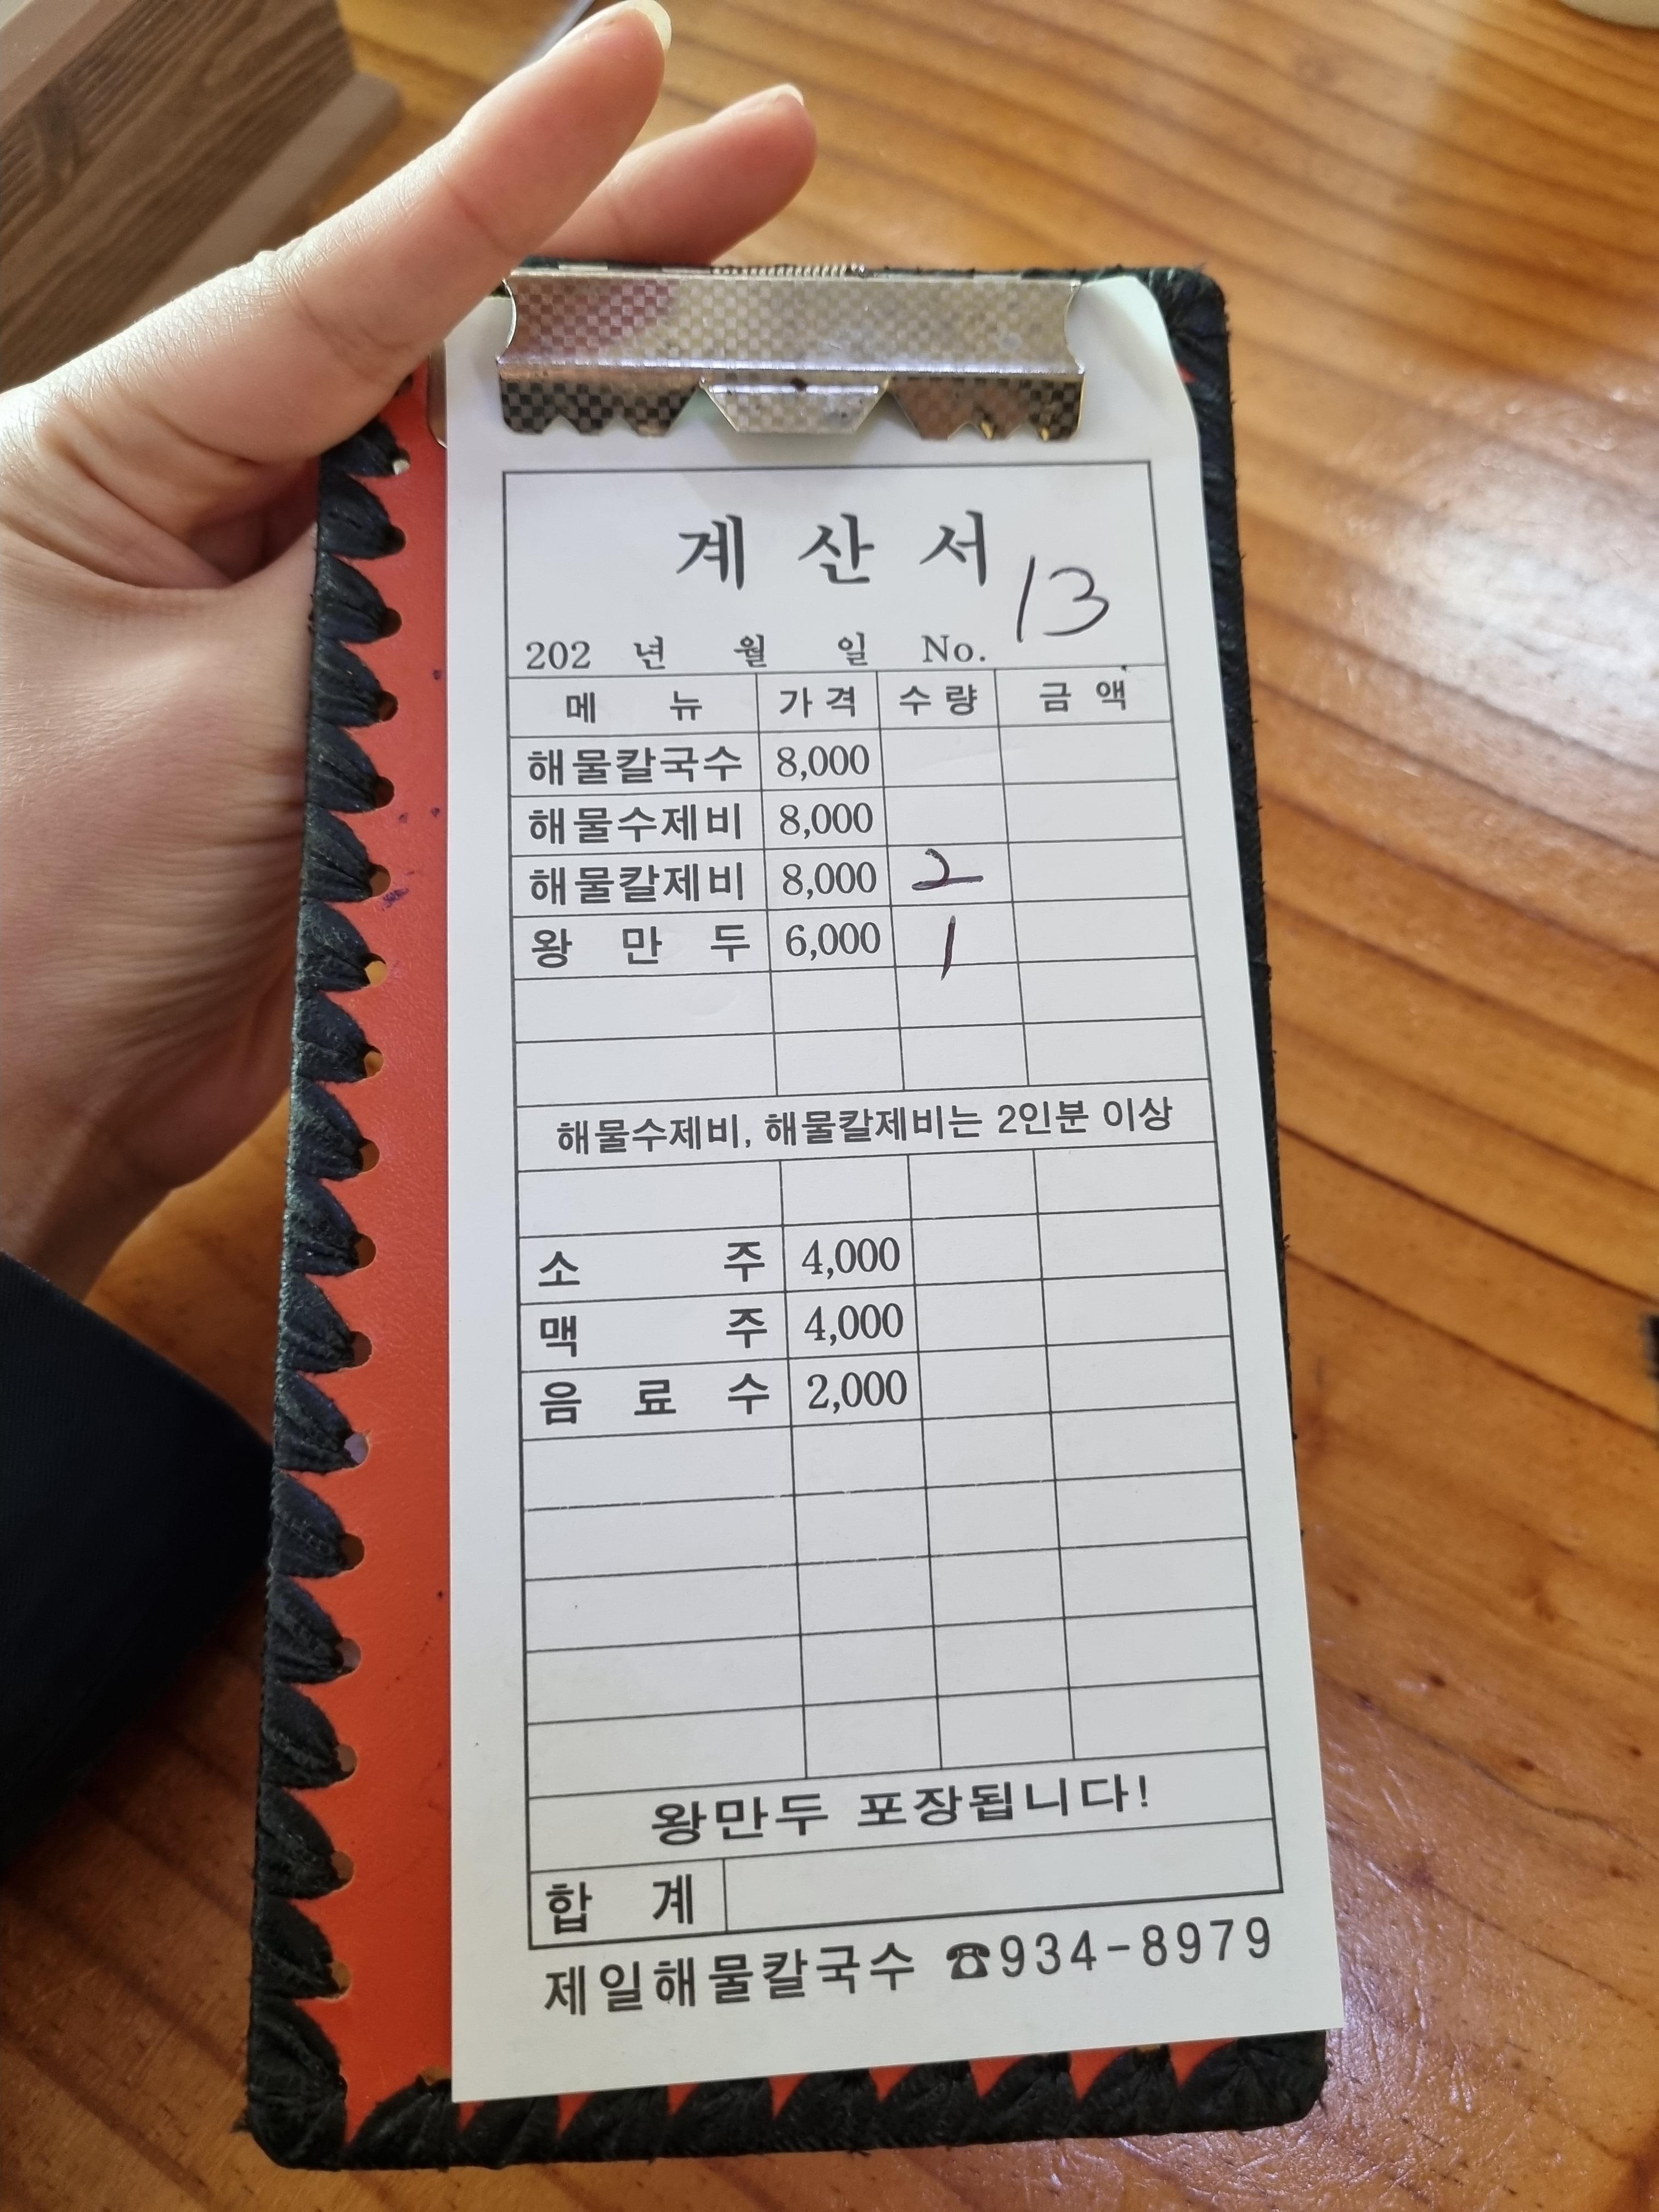 계 산 서
202 년 월 일 No. 13
메 뉴 가 격 수 량 금 액
해물칼국수 8,000
해물수제비 8,000
해물칼제비 8,000 2
왕 만 두 6,000 1
해물수제비, 해물칼제비는 2인분 이상
소 주 4,000
맥 주 4,000
음 료 수 2,000
왕만두 포장됩니다!
합 계
제일해물칼국수 ☎934-8979